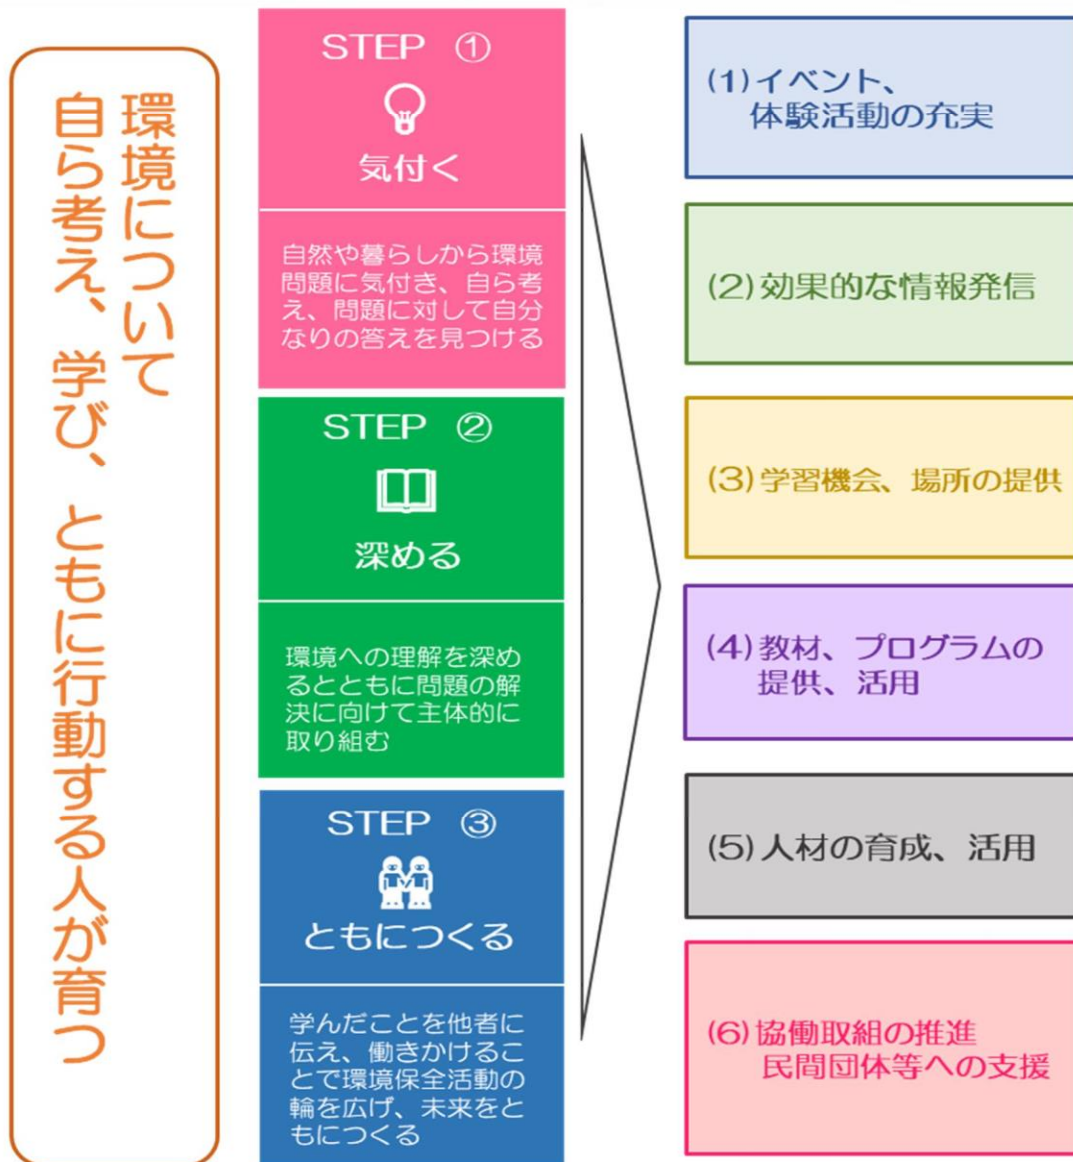 環境について
自ら考え、学び、ともに行動する人が育つ
STEP ①
気付く
自然や暮らしから環境
問題に気付き、自ら考
え、問題に対して自分
なりの答えを見つける
STEP ②
深める
環境への理解を深め
るとともに問題の解
決に向けて主体的に
取り組む
STEP ③
ともにつくる
学んだことを他者に
伝え、働きかけるこ
とで環境保全活動の
輪を広げ、未来をと
もにつくる
(1)イベント、
体験活動の充実
(2)効果的な情報発信
(3)学習機会、場所の提供
(4)教材、プログラムの
提供、活用
(5)人材の育成、活用
(6)協働取組の推進
民間団体等への支援